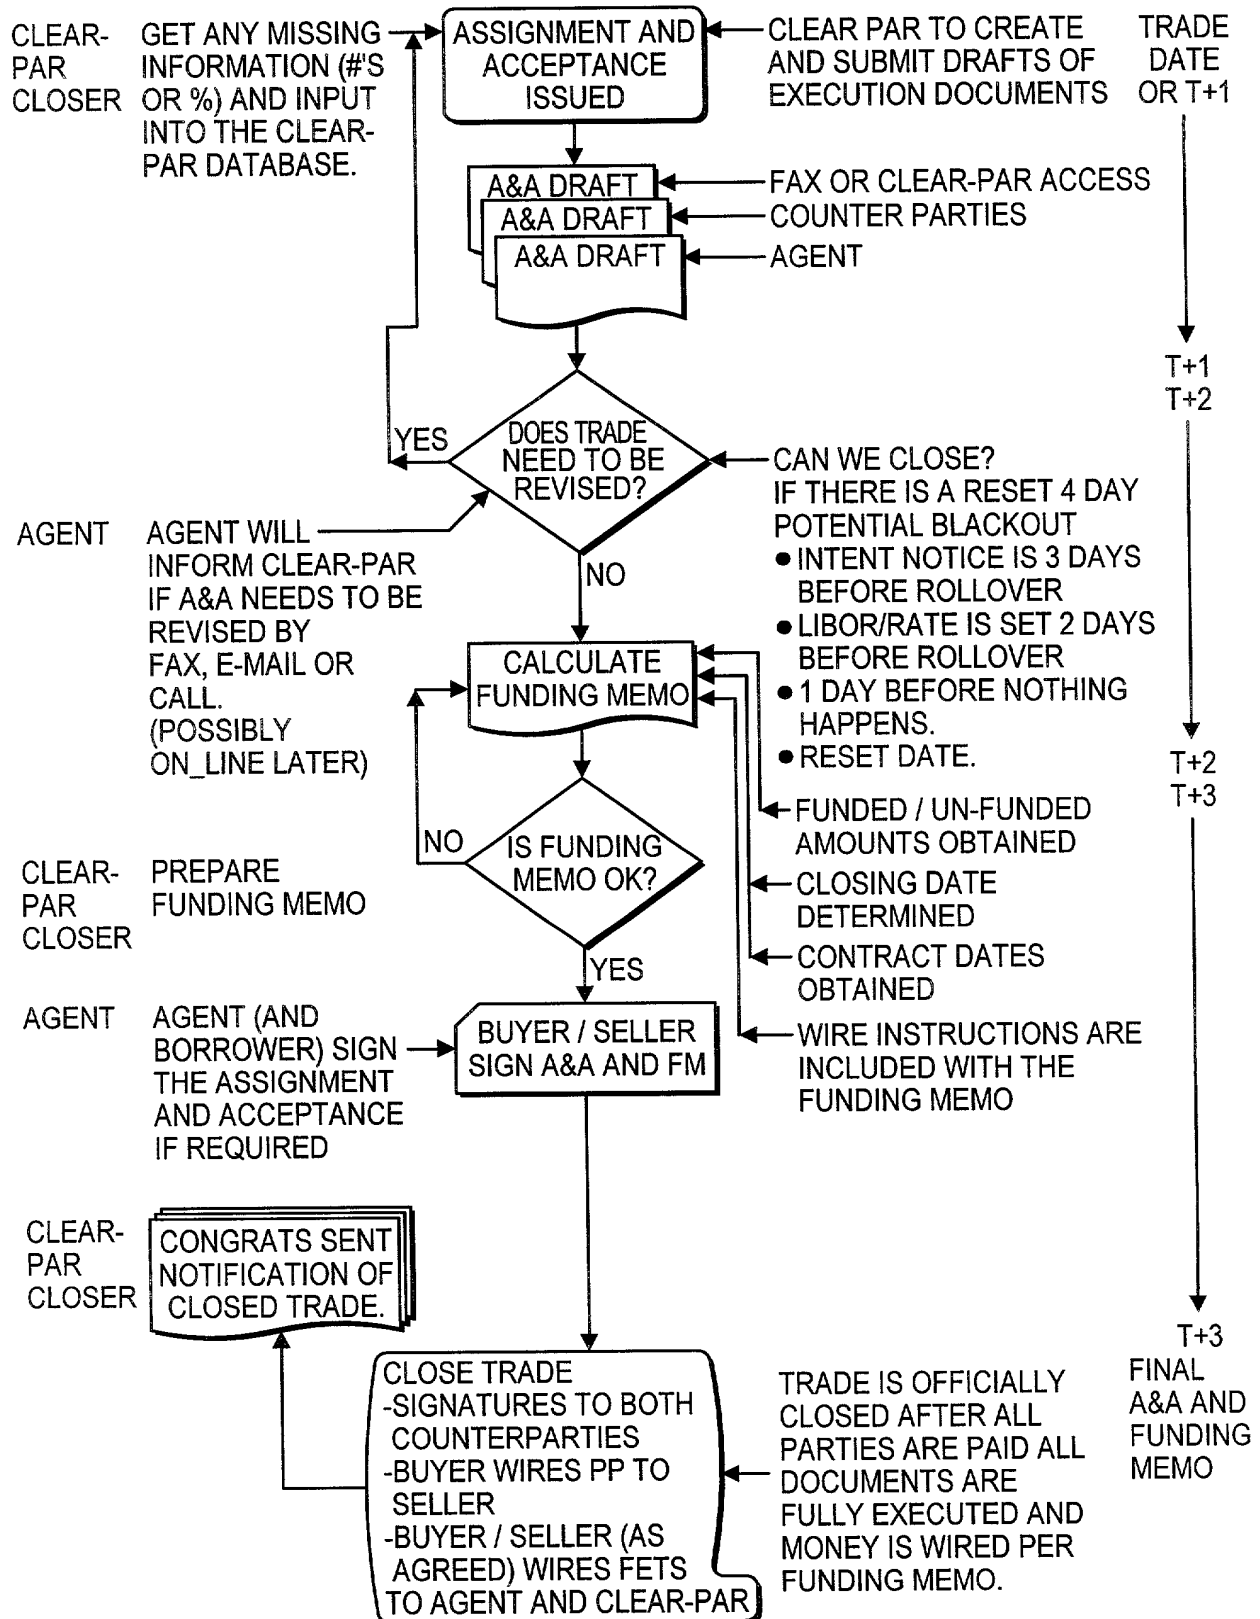 CLEAR-
PAR
CLOSER
GET ANY MISSING
INFORMATION (#'S
OR %) AND INPUT
INTO THE CLEAR-
PAR DATABASE.
ASSIGNMENT AND
ACCEPTANCE
ISSUED
CLEAR PAR TO CREATE
AND SUBMIT DRAFTS OF
EXECUTION DOCUMENTS
TRADE
DATE
OR T+1
A&A DRAFT
A&A DRAFT
A&A DRAFT
FAX OR CLEAR-PAR ACCESS
COUNTER PARTIES
AGENT
T+1
T+2
YES
DOES TRADE
NEED TO BE
REVISED?
NO
CAN WE CLOSE?
IF THERE IS A RESET 4 DAY
POTENTIAL BLACKOUT
● INTENT NOTICE IS 3 DAYS
BEFORE ROLLOVER
● LIBOR/RATE IS SET 2 DAYS
BEFORE ROLLOVER
● 1 DAY BEFORE NOTHING
HAPPENS.
● RESET DATE.
AGENT
AGENT WILL
INFORM CLEAR-PAR
IF A&A NEEDS TO BE
REVISED BY
FAX, E-MAIL OR
CALL.
(POSSIBLY
ON_LINE LATER)
CALCULATE
FUNDING MEMO.
T+2
T+3
FUNDED / UN-FUNDED
AMOUNTS OBTAINED
CLOSING DATE
DETERMINED
CONTRACT DATES
OBTAINED
WIRE INSTRUCTIONS ARE
INCLUDED WITH THE
FUNDING MEMO
NO
IS FUNDING
MEMO OK?
YES
CLEAR-
PAR
CLOSER
PREPARE
FUNDING MEMO
AGENT
AGENT (AND
BORROWER) SIGN
THE ASSIGNMENT
AND ACCEPTANCE
IF REQUIRED
BUYER / SELLER
SIGN A&A AND FM
CLEAR-
PAR
CLOSER
CONGRATS SENT
NOTIFICATION OF
CLOSED TRADE.
CLOSE TRADE
-SIGNATURES TO BOTH
COUNTERPARTIES
-BUYER WIRES PP TO
SELLER
-BUYER / SELLER (AS
AGREED) WIRES FETS
TO AGENT AND CLEAR-PAR
TRADE IS OFFICIALLY
CLOSED AFTER ALL
PARTIES ARE PAID ALL
DOCUMENTS ARE
FULLY EXECUTED AND
MONEY IS WIRED PER
FUNDING MEMO.
T+3
FINAL
A&A AND
FUNDING
MEMO